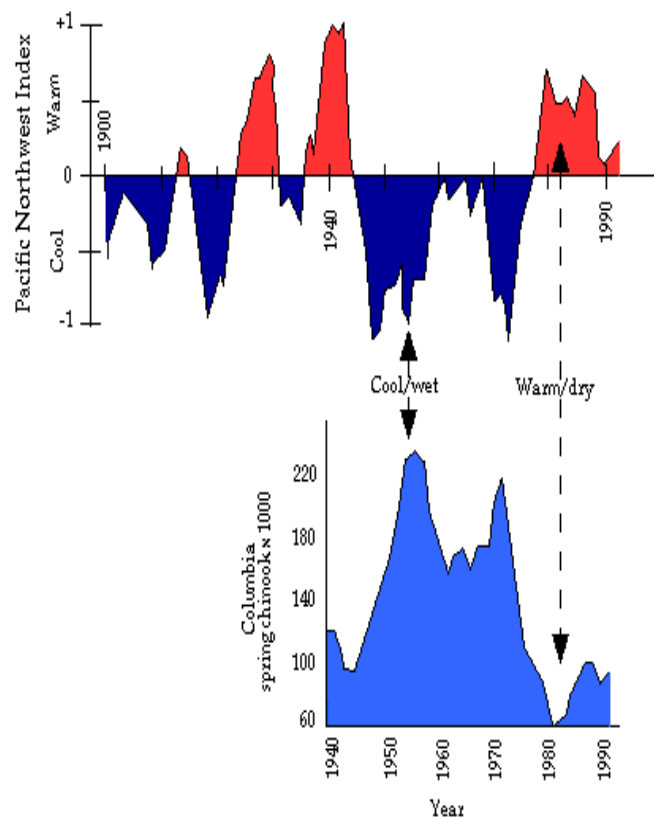 +1
Pacific Northwest Index
Warm
1900
0
Cool
1940
1990
-1
Cool/wet
Warm/dry
220
180
140
100
60
Columbia
spring chinook x 1000
1940
1950
1960
1970
1980
1990
Year